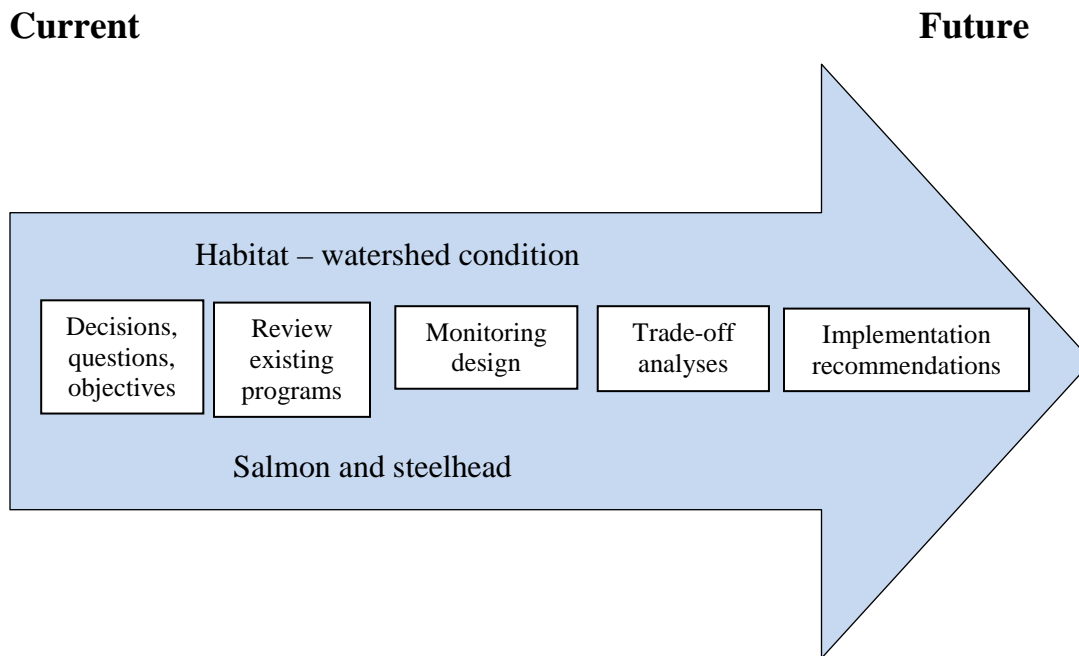 Current
Future
Habitat – watershed condition
Decisions,
questions,
objectives
Review
existing
programs
Monitoring
design
Trade-off
analyses
Implementation
recommendations
Salmon and steelhead